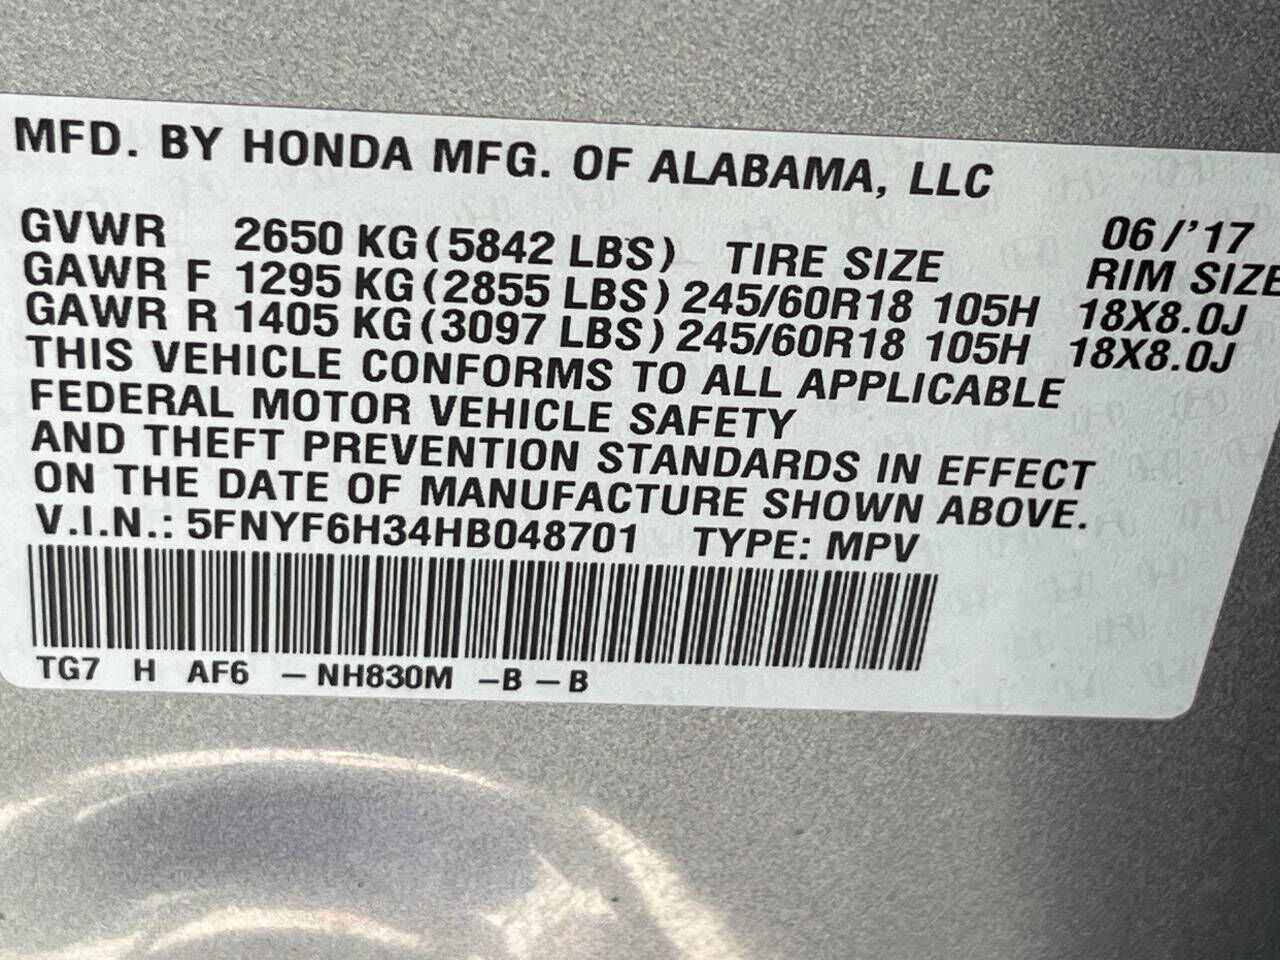 MFD. BY HONDA MFG. OF ALABAMA, LLC
06/'17
GVWR 2650 KG (5842 LBS) TIRE SIZE RIM SIZE
GAWR F 1295 KG (2855 LBS) 245/60R18 105H 18X8.0J
GAWR R 1405 KG (3097 LBS) 245/60R18 105H 18X8.0J
THIS VEHICLE CONFORMS TO ALL APPLICABLE
FEDERAL MOTOR VEHICLE SAFETY
AND THEFT PREVENTION STANDARDS IN EFFECT
ON THE DATE OF MANUFACTURE SHOWN ABOVE.
V.I.N.: 5FNYF6H34HB048701 TYPE: MPV
TG7 H AF6 – NH830M –B – B